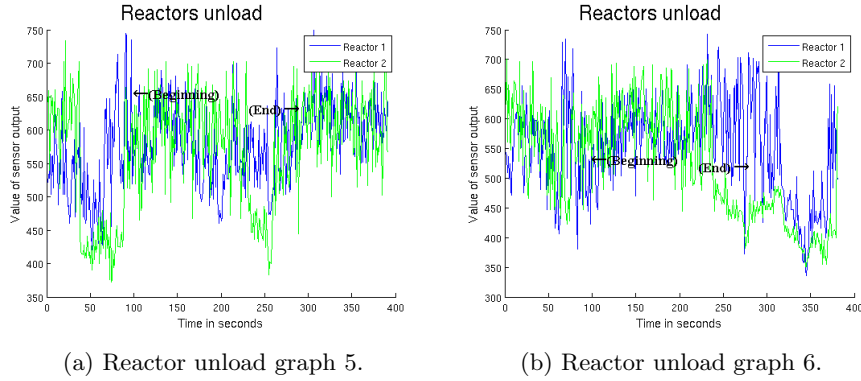 Reactors unload
750
700
650
600
550
500
450
400
350
300
0
50
100
150
200
250
300
350
400
Value of sensor output
Time in seconds
Reactor 1
Reactor 2
←(Beginning)
(End)→
(a) Reactor unload graph 5.
Reactors unload
750
700
650
600
550
500
450
400
350
300
0
50
100
150
200
250
300
350
400
Value of sensor output
Time in seconds
Reactor 1
Reactor 2
←(Beginning)
(End)→
(b) Reactor unload graph 6.